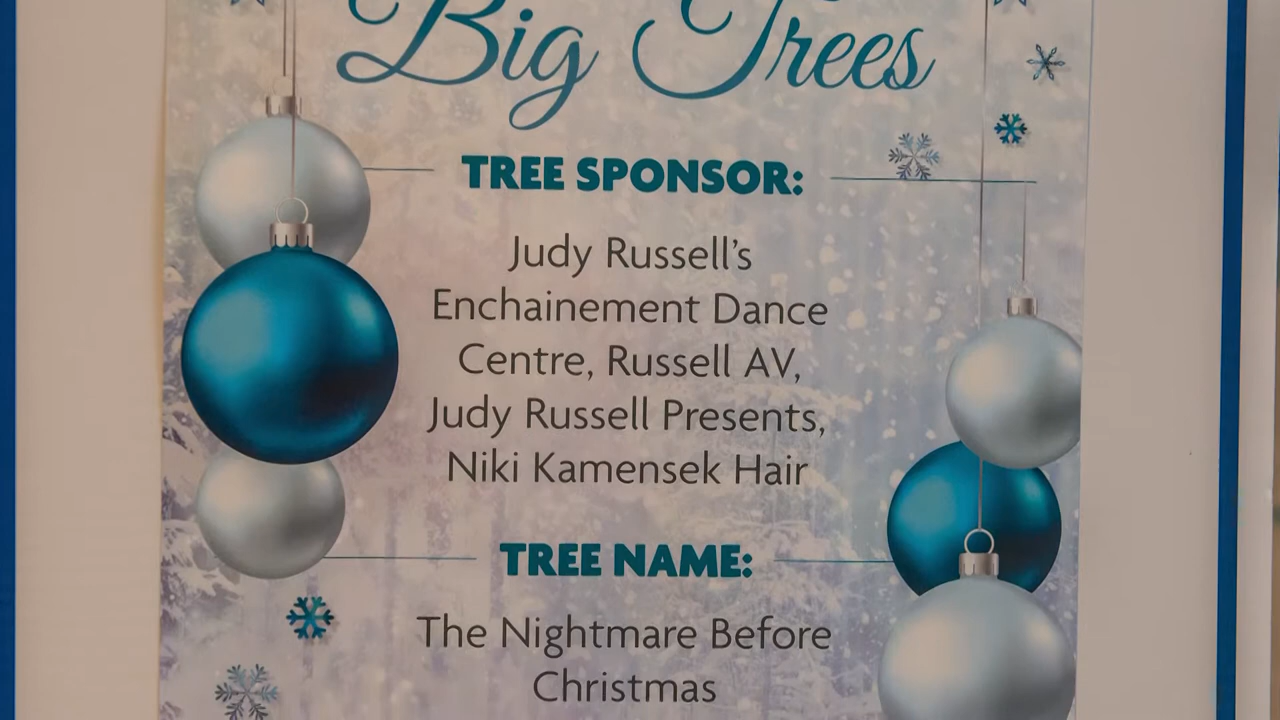 Big Trees
TREE SPONSOR:
Judy Russell's
Enchainement Dance
Centre, Russell AV,
Judy Russell Presents,
Niki Kamensek Hair
TREE NAME:
The Nightmare Before
Christmas